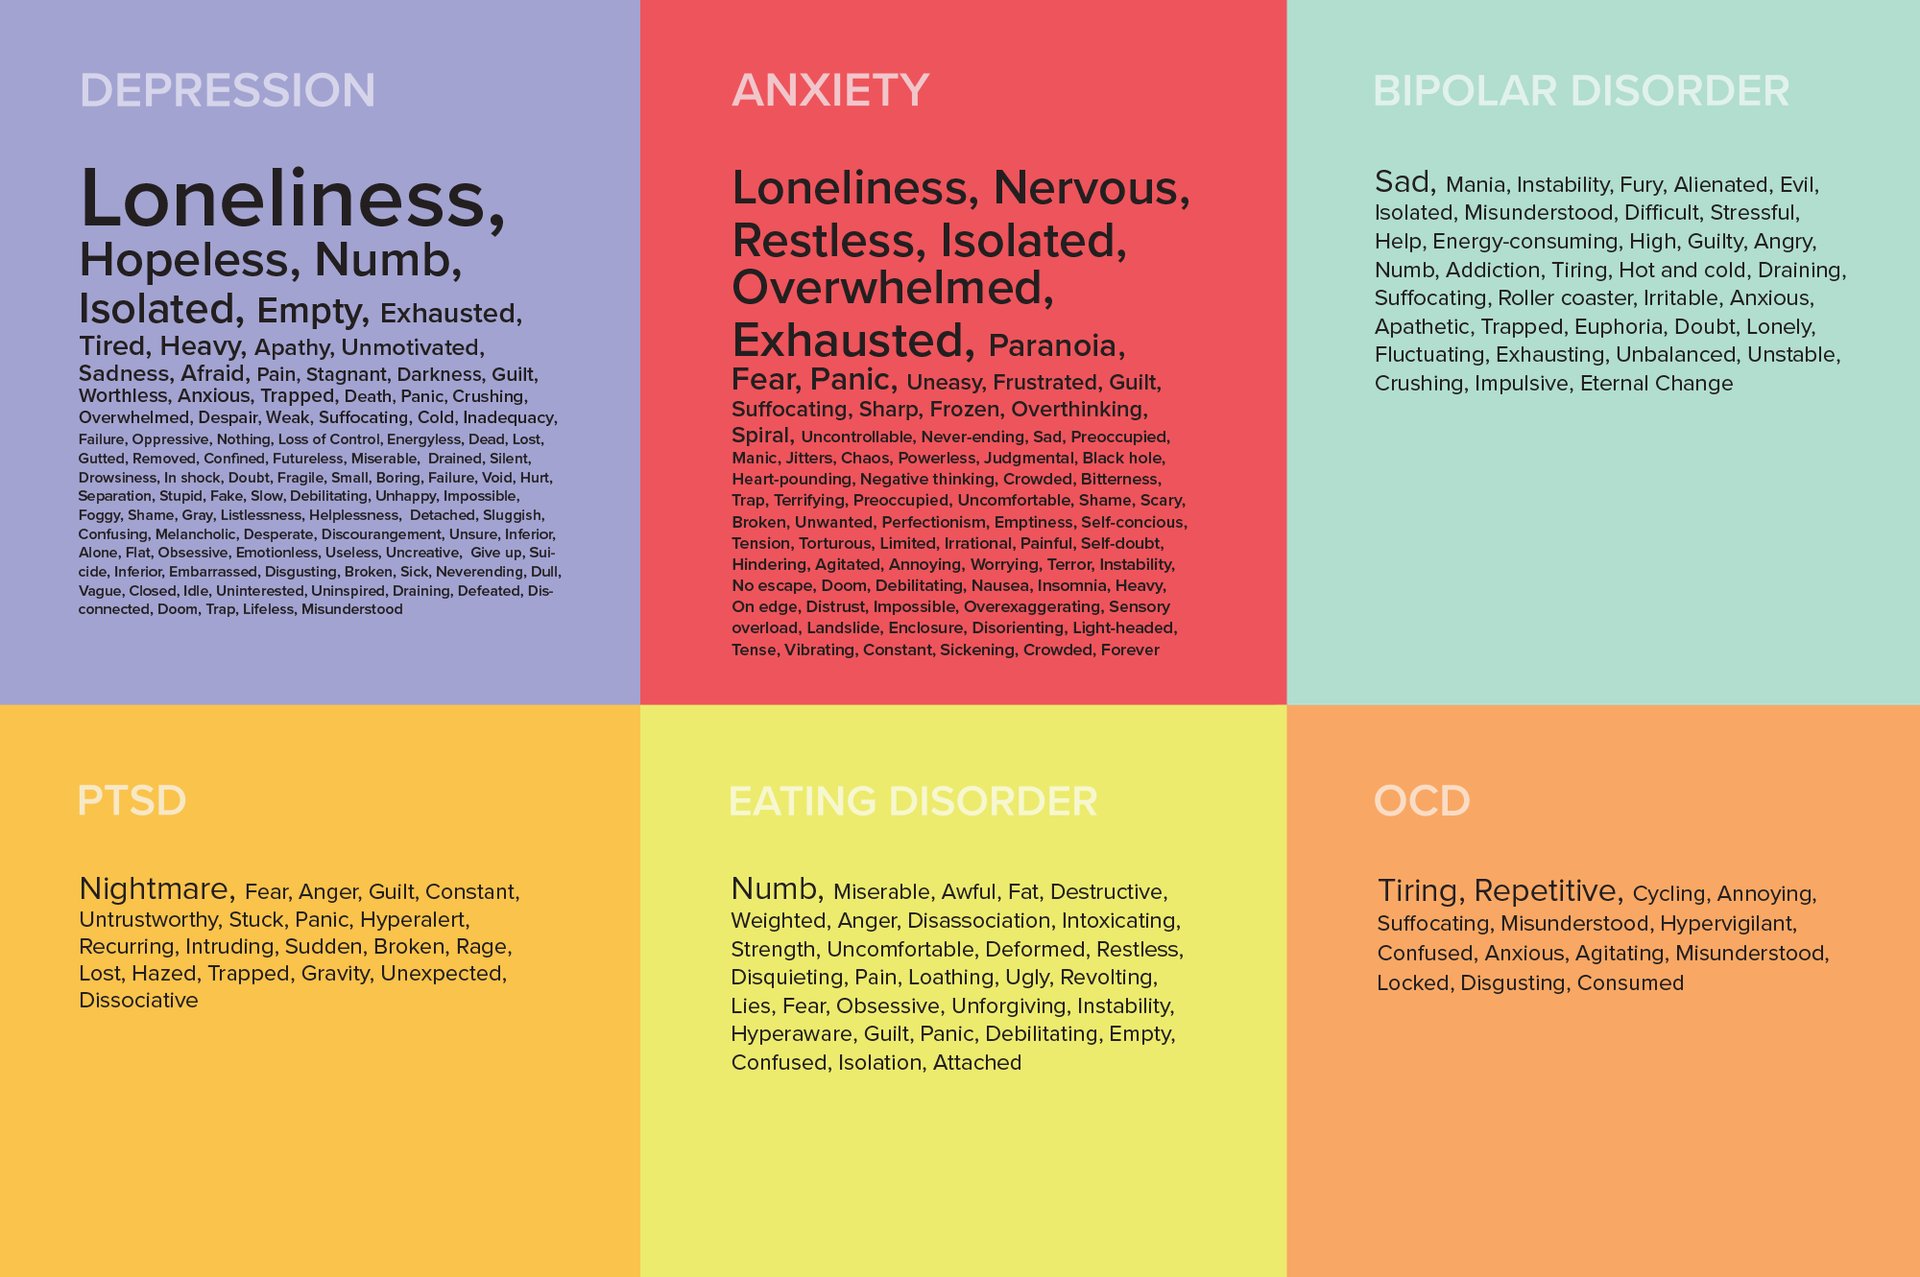 DEPRESSION
Loneliness,
Hopeless, Numb,
Isolated, Empty, Exhausted,
Tired, Heavy, Apathy, Unmotivated,
Sadness, Afraid, Pain, Stagnant, Darkness, Guilt,
Worthless, Anxious, Trapped, Death, Panic, Crushing,
Overwhelmed, Despair, Weak, Suffocating, Cold, Inadequacy,
Failure, Oppressive, Nothing, Loss of Control, Energyless, Dead, Lost,
Gutted, Removed, Confined, Futureless, Miserable, Drained, Silent,
Drowsiness, In shock, Doubt, Fragile, Small, Boring, Failure, Void, Hurt,
Separation, Stupid, Fake, Slow, Debilitating, Unhappy, Impossible,
Foggy, Shame, Gray, Listlessness, Helplessness, Detached, Sluggish,
Confusing, Melancholic, Desperate, Discourangement, Unsure, Inferior,
Alone, Flat, Obsessive, Emotionless, Useless, Uncreative, Give up, Sui-
cide, Inferior, Embarrassed, Disgusting, Broken, Sick, Neverending, Dull,
Vague, Closed, Idle, Uninterested, Uninspired, Draining, Defeated, Dis-
connected, Doom, Trap, Lifeless, Misunderstood
ANXIETY
Loneliness, Nervous,
Restless, Isolated,
Overwhelmed,
Exhausted, Paranoia,
Fear, Panic, Uneasy, Frustrated, Guilt,
Suffocating, Sharp, Frozen, Overthinking,
Spiral, Uncontrollable, Never-ending, Sad, Preoccupied,
Manic, Jitters, Chaos, Powerless, Judgmental, Black hole,
Heart-pounding, Negative thinking, Crowded, Bitterness,
Trap, Terrifying, Preoccupied, Uncomfortable, Shame, Scary,
Broken, Unwanted, Perfectionism, Emptiness, Self-concious,
Tension, Torturous, Limited, Irrational, Painful, Self-doubt,
Hindering, Agitated, Annoying, Worrying, Terror, Instability,
No escape, Doom, Debilitating, Nausea, Insomnia, Heavy,
On edge, Distrust, Impossible, Overexaggerating, Sensory
overload, Landslide, Enclosure, Disorienting, Light-headed,
Tense, Vibrating, Constant, Sickening, Crowded, Forever
BIPOLAR DISORDER
Sad, Mania, Instability, Fury, Alienated, Evil,
Isolated, Misunderstood, Difficult, Stressful,
Help, Energy-consuming, High, Guilty, Angry,
Numb, Addiction, Tiring, Hot and cold, Draining,
Suffocating, Roller coaster, Irritable, Anxious,
Apathetic, Trapped, Euphoria, Doubt, Lonely,
Fluctuating, Exhausting, Unbalanced, Unstable,
Crushing, Impulsive, Eternal Change
PTSD
Nightmare, Fear, Anger, Guilt, Constant,
Untrustworthy, Stuck, Panic, Hyperalert,
Recurring, Intruding, Sudden, Broken, Rage,
Lost, Hazed, Trapped, Gravity, Unexpected,
Dissociative
EATING DISORDER
Numb, Miserable, Awful, Fat, Destructive,
Weighted, Anger, Disassociation, Intoxicating,
Strength, Uncomfortable, Deformed, Restless,
Disquieting, Pain, Loathing, Ugly, Revolting,
Lies, Fear, Obsessive, Unforgiving, Instability,
Hyperaware, Guilt, Panic, Debilitating, Empty,
Confused, Isolation, Attached
OCD
Tiring, Repetitive, Cycling, Annoying,
Suffocating, Misunderstood, Hypervigilant,
Confused, Anxious, Agitating, Misunderstood,
Locked, Disgusting, Consumed